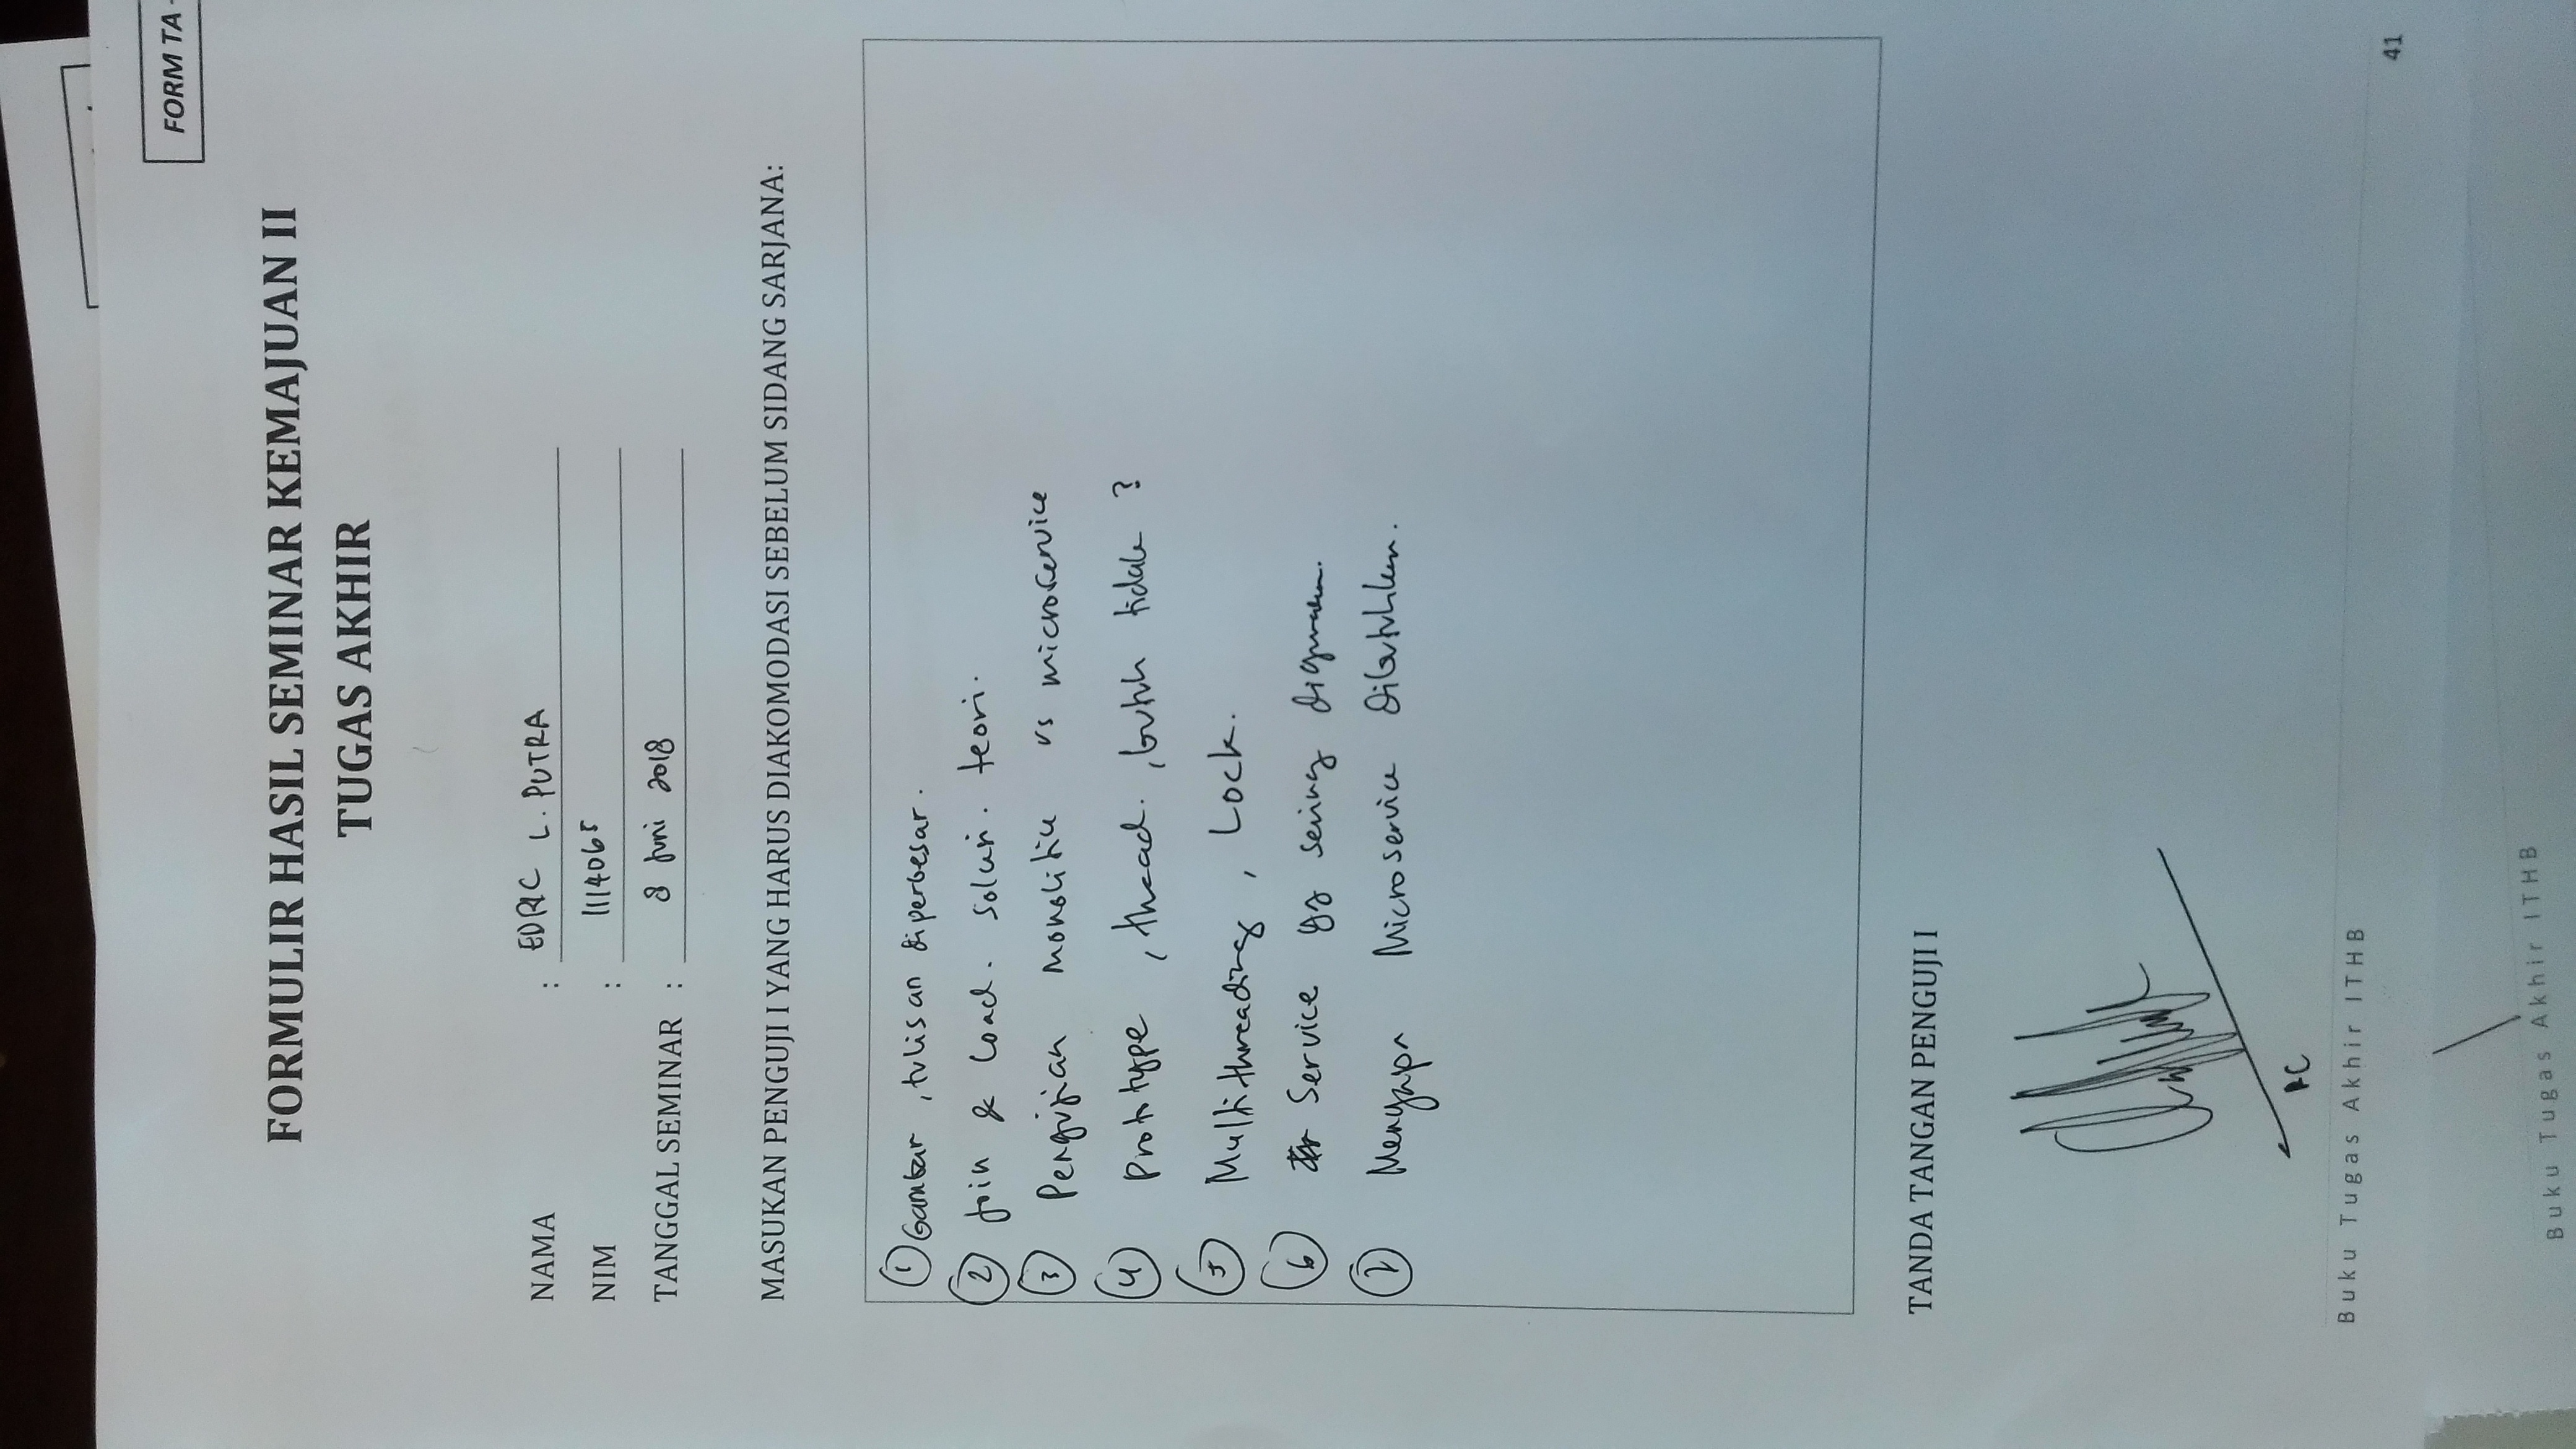 FORM TA -
FORMULIR HASIL SEMINAR KEMAJUAN II
TUGAS AKHIR
NAMA : EDRIC L. PUTRA
NIM : 1114065
TANGGAL SEMINAR : 8 Juni 2018
MASUKAN PENGUJI I YANG HARUS DIAKOMODASI SEBELUM SIDANG SARJANA:
① Gambar , tulisan diperbesar .
② Join & Load . solusi . teori .
③ Pengujian monolitik vs microservice
④ Prototype , thread . , butuh tidak ?
⑤ Multithreading , Lock .
⑥ Service yg sering digunakan .
⑦ Mengapa Microservice Dibutuhkan .
TANDA TANGAN PENGUJI I
AC
Buku Tugas Akhir ITHB
41
Buku Tugas Akhir ITHB